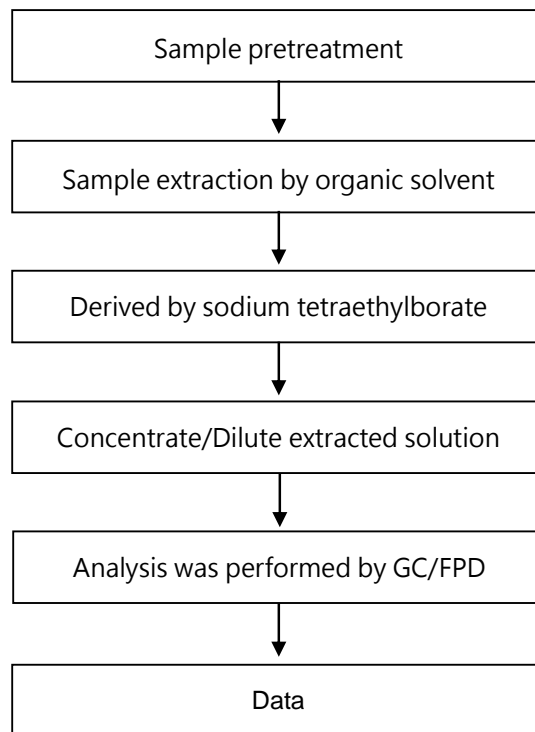 Sample pretreatment
Sample extraction by organic solvent
Derived by sodium tetraethylborate
Concentrate/Dilute extracted solution
Analysis was performed by GC/FPD
Data